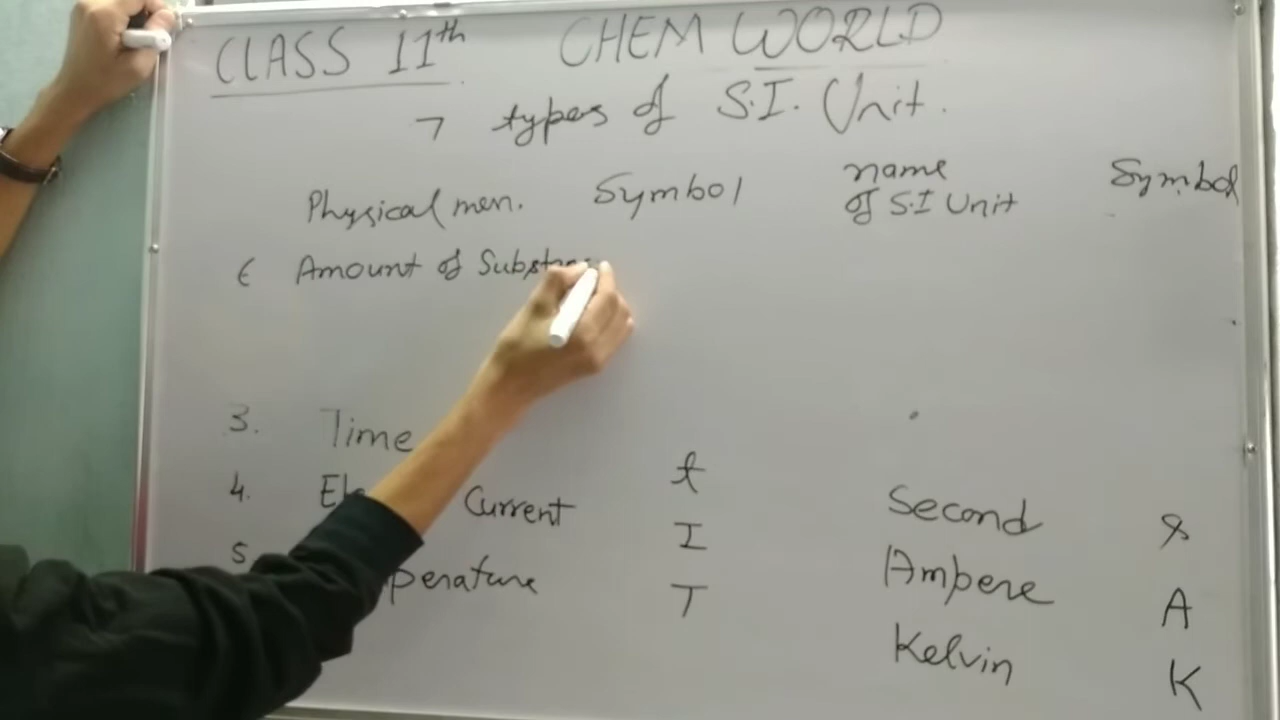 CLASS 11th CHEM WORLD
7 types of S.I. Unit.
Physical men. Symbol name of S.I Unit Symbol
6 Amount of
3. Time t Second s
4. Current I Ampere A
5 T Kelvin K